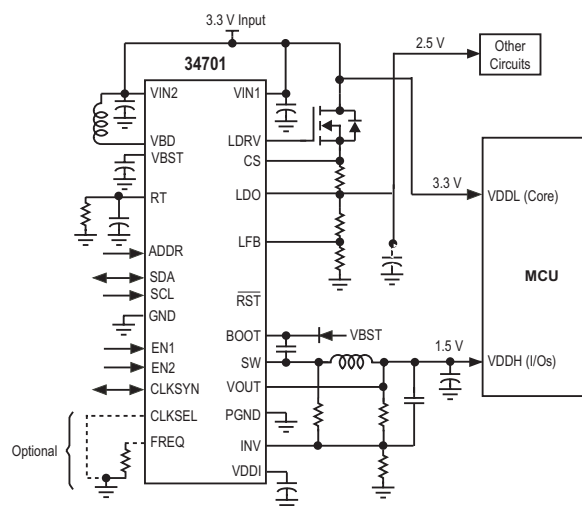 3.3 V Input
34701
2.5 V
Other
Circuits
VIN2
VIN1
VBD
LDRV
VBST
CS
RT
LDO
3.3 V
VDDL (Core)
ADDR
LFB
SDA
SCL
MCU
RST
GND
BOOT
VBST
EN1
SW
1.5 V
VDDH (I/Os)
EN2
VOUT
CLKSYN
CLKSEL
PGND
Optional
FREQ
INV
VDDI